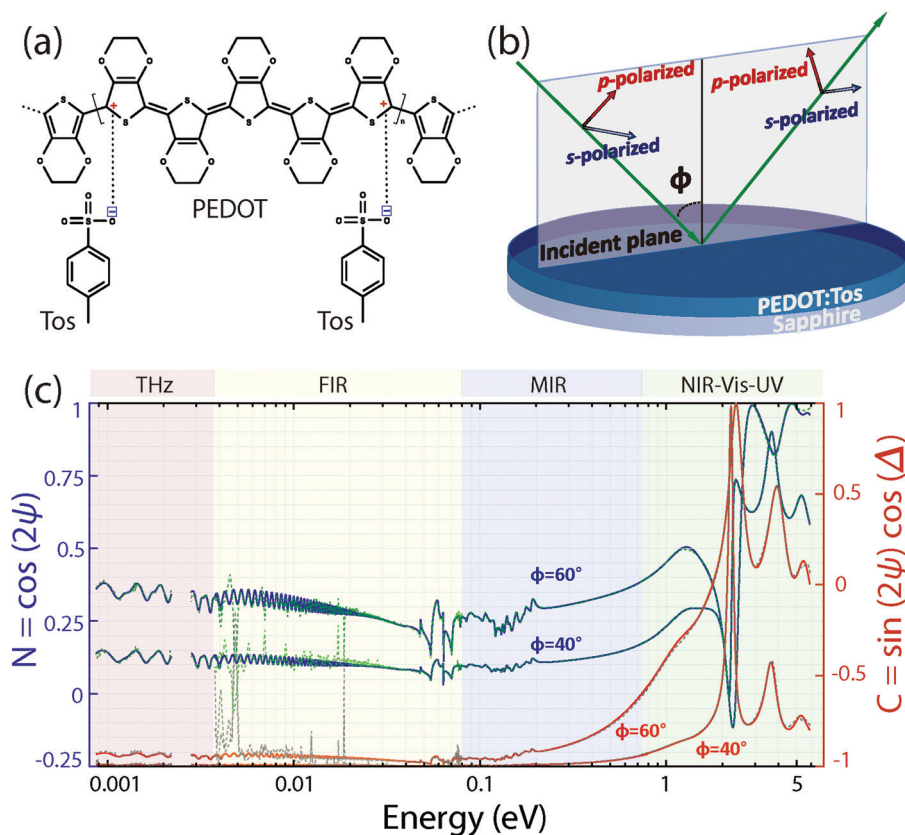 (a)
S
O
O
+
[
S
O
O
S
O
O
S
O
O
S
O
O
+
S
]n
S
O
O
PEDOT
O
O=S-O
−
O
O=S-O
−
Tos
Tos
(b)
p-polarized
s-polarized
p-polarized
s-polarized
ϕ
Incident plane
PEDOT:Tos
Sapphire
(c)
THz
FIR
MIR
NIR-Vis-UV
N = cos (2ψ)
1
0.75
0.5
0.25
0
-0.25
ϕ=60°
ϕ=40°
ϕ=60°
ϕ=40°
1
0.5
0
-0.5
-1
C = sin (2ψ) cos (Δ)
0.001
0.01
0.1
1
5
Energy (eV)